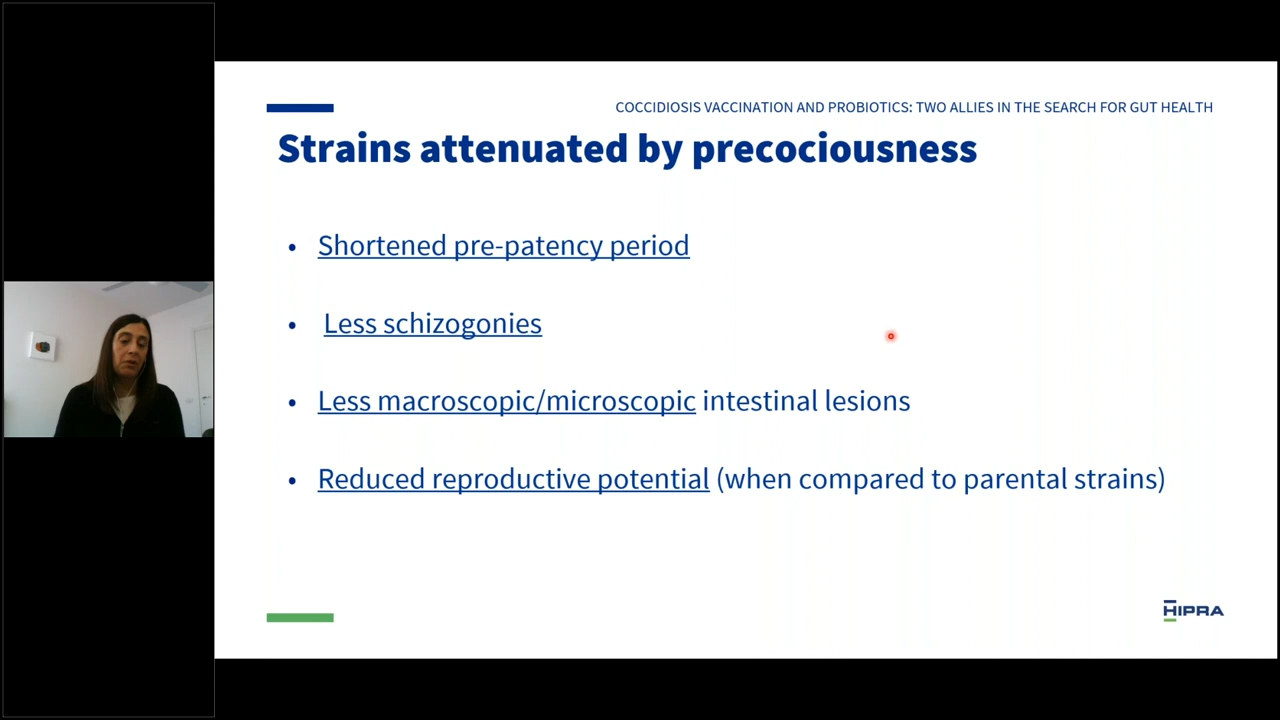 COCCIDIOSIS VACCINATION AND PROBIOTICS: TWO ALLIES IN THE SEARCH FOR GUT HEALTH
Strains attenuated by precociousness
• Shortened pre-patency period
• Less schizogonies
• Less macroscopic/microscopic intestinal lesions
• Reduced reproductive potential (when compared to parental strains)
HIPRA